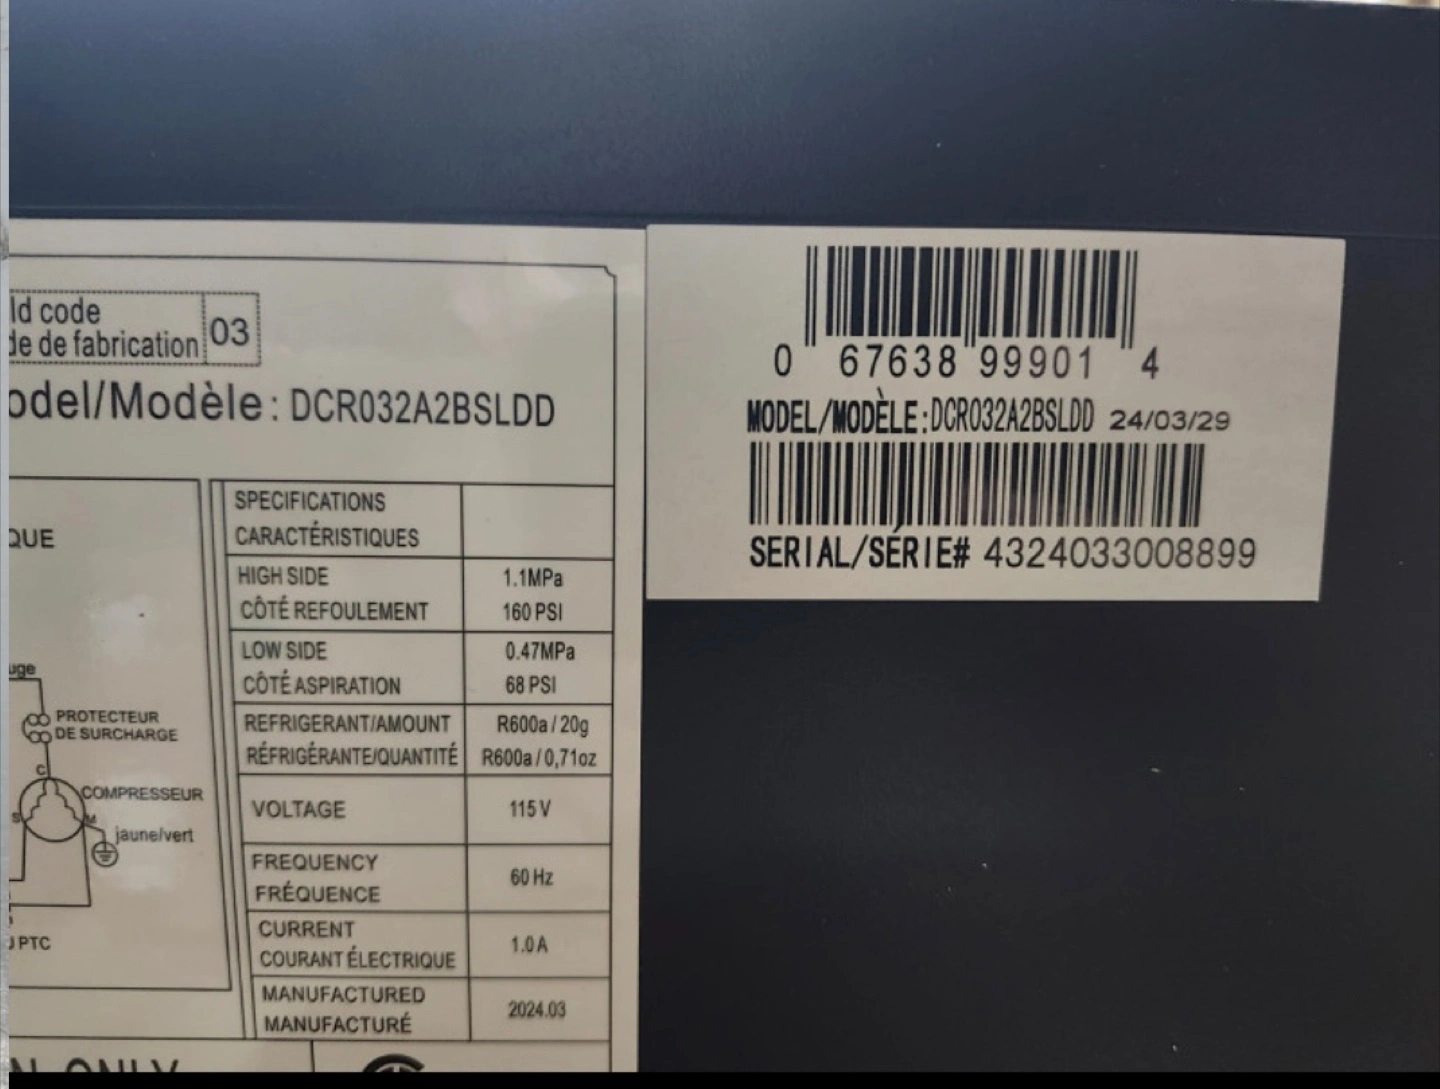 ld code
de de fabrication
03
odel/Modèle: DCR032A2BSLDD
QUE
uge
PROTECTEUR
DE SURCHARGE
C
COMPRESSEUR
S
M
jaune/vert
PTC
SPECIFICATIONS
CARACTÉRISTIQUES
HIGH SIDE 1.1MPa
CÔTÉ REFOULEMENT 160 PSI
LOW SIDE 0.47MPa
CÔTÉ ASPIRATION 68 PSI
REFRIGERANT/AMOUNT R600a / 20g
RÉFRIGÉRANTE/QUANTITÉ R600a / 0,71oz
VOLTAGE 115 V
FREQUENCY
FRÉQUENCE
60 Hz
CURRENT
COURANT ÉLECTRIQUE
1.0 A
MANUFACTURED
MANUFACTURÉ
2024.03
N ONLY
0 67638 99901 4
MODEL/MODÈLE:DCR032A2BSLDD 24/03/29
SERIAL/SÉRIE# 4324033008899